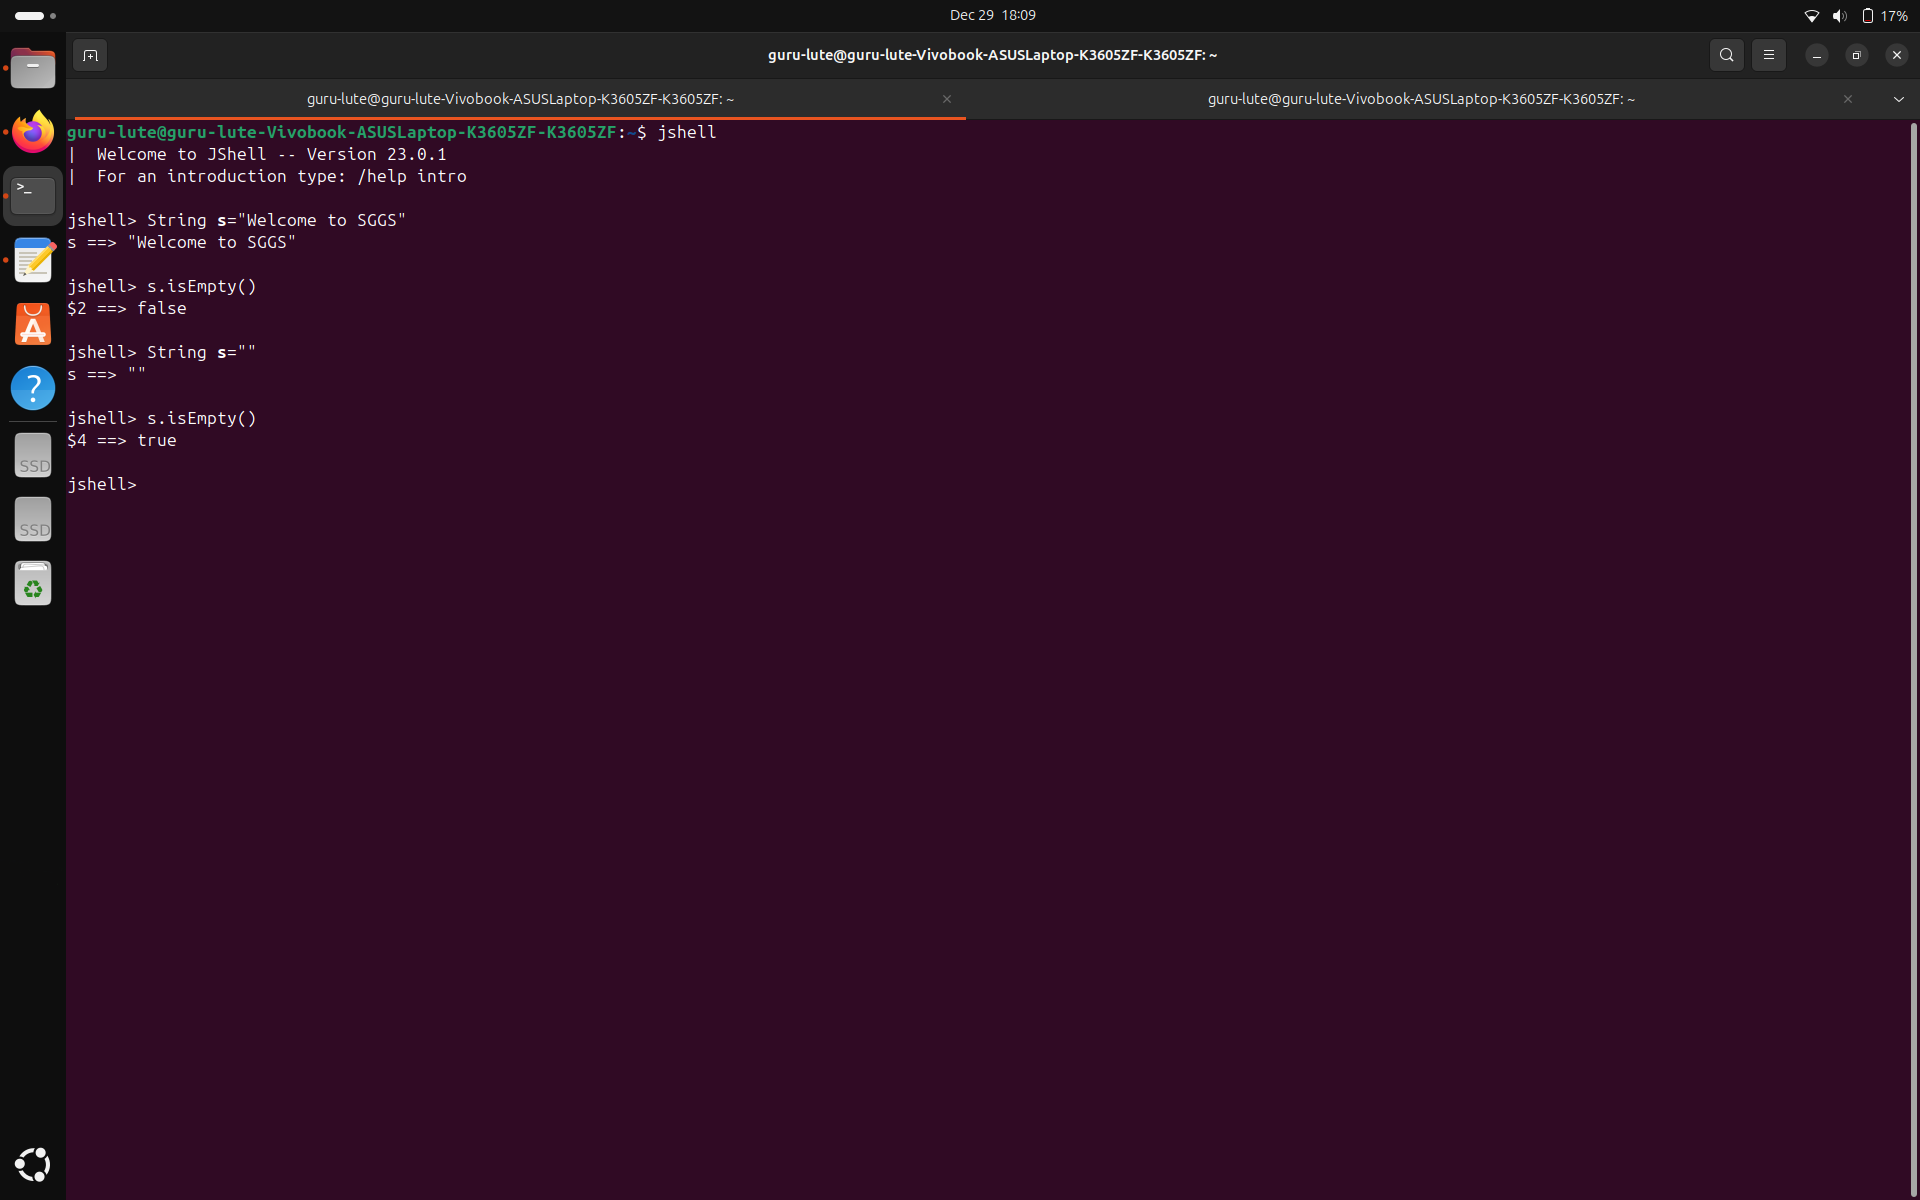 Dec 29 18:09
17%
guru-lute@guru-lute-Vivobook-ASUSLaptop-K3605ZF-K3605ZF: ~
guru-lute@guru-lute-Vivobook-ASUSLaptop-K3605ZF-K3605ZF: ~
guru-lute@guru-lute-Vivobook-ASUSLaptop-K3605ZF-K3605ZF: ~
guru-lute@guru-lute-Vivobook-ASUSLaptop-K3605ZF-K3605ZF:~$ jshell
|  Welcome to JShell -- Version 23.0.1
|  For an introduction type: /help intro
jshell> String s="Welcome to SGGS"
s ==> "Welcome to SGGS"
jshell> s.isEmpty()
$2 ==> false
jshell> String s=""
s ==> ""
jshell> s.isEmpty()
$4 ==> true
jshell>
SSD
SSD